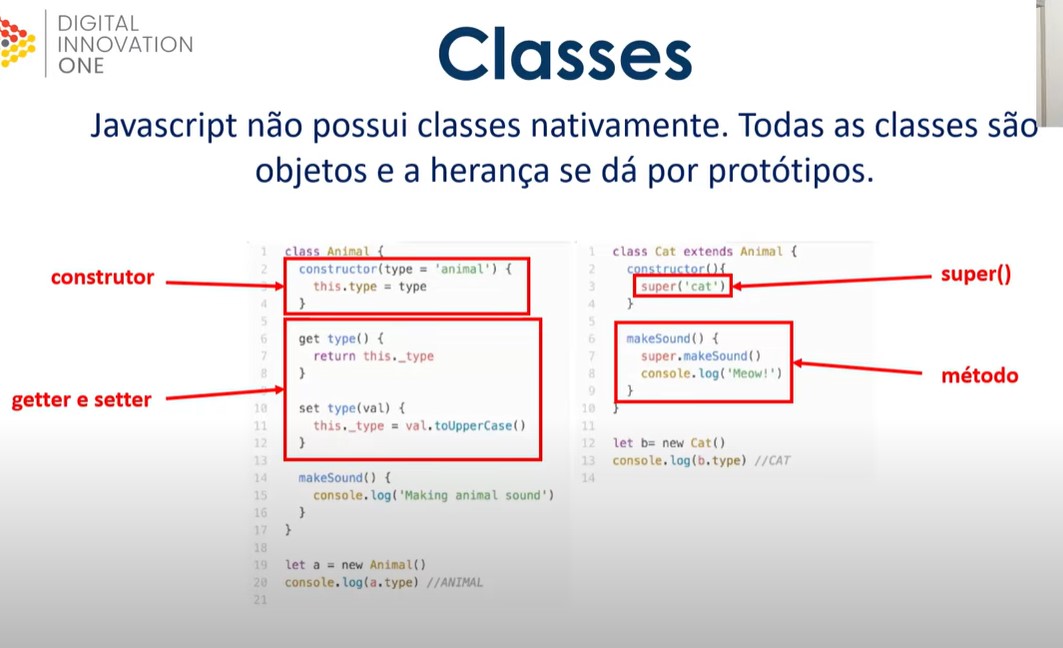 DIGITAL
INNOVATION
ONE
Classes
Javascript não possui classes nativamente. Todas as classes são
objetos e a herança se dá por protótipos.
construtor
getter e setter
1 class Animal {
2 constructor(type = 'animal') {
this.type = type
4 }
5
6 get type() {
7 return this._type
8 }
10 set type(val) {
11 this._type = val.toUpperCase()
12 }
13
14 makeSound() {
15 console.log('Making animal sound')
16 }
17 }
18
19 let a = new Animal()
20 console.log(a.type) //ANIMAL
21
1 class Cat extends Animal {
2 constructor(){
3 super('cat')
4 }
5
6 makeSound() {
7 super.makeSound()
8 console.log('Meow!')
9 }
10 }
11
12 let b= new Cat()
13 console.log(b.type) //CAT
14
super()
método